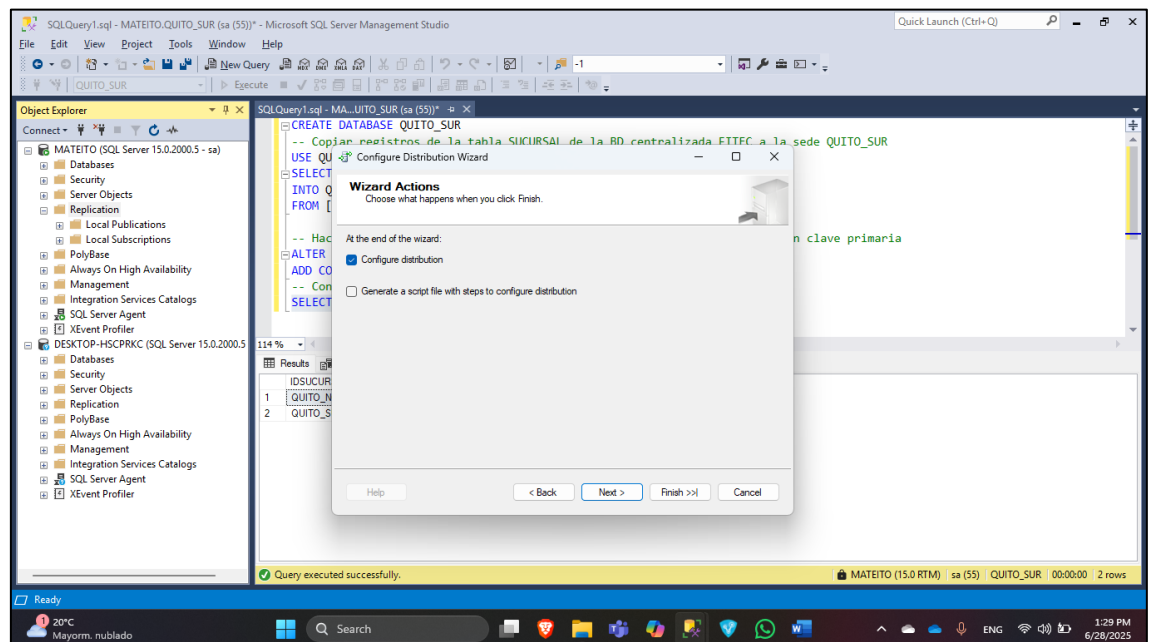 SQLQuery1.sql - MATEITO.QUITO_SUR (sa (55))* - Microsoft SQL Server Management Studio
Quick Launch (Ctrl+Q)
File Edit View Project Tools Window Help
New Query MDX DMX XMLA DAX -1
QUITO_SUR Execute
Object Explorer
SQLQuery1.sql - MA...UITO_SUR (sa (55))*
Connect
MATEITO (SQL Server 15.0.2000.5 - sa)
Databases
Security
Server Objects
Replication
Local Publications
Local Subscriptions
PolyBase
Always On High Availability
Management
Integration Services Catalogs
SQL Server Agent
XEvent Profiler
DESKTOP-HSCPRKC (SQL Server 15.0.2000.5
Databases
Security
Server Objects
Replication
PolyBase
Always On High Availability
Management
Integration Services Catalogs
SQL Server Agent
XEvent Profiler
CREATE DATABASE QUITO_SUR
-- Copiar registros de la tabla SUCURSAL de la BD centralizada EITEC a la sede QUITO_SUR
USE QU
SELECT
INTO Q
FROM [
-- Hac n clave primaria
ALTER
ADD CO
-- Con
SELECT
114 %
Results
IDSUCUR
1 QUITO_N
2 QUITO_S
Configure Distribution Wizard
Wizard Actions
Choose what happens when you click Finish.
At the end of the wizard:
Configure distribution
Generate a script file with steps to configure distribution
Help < Back Next > Finish >>| Cancel
Query executed successfully. MATEITO (15.0 RTM) sa (55) QUITO_SUR 00:00:00 2 rows
Ready
1
20°C
Mayorm. nublado
Search
ENG
1:29 PM
6/28/2025